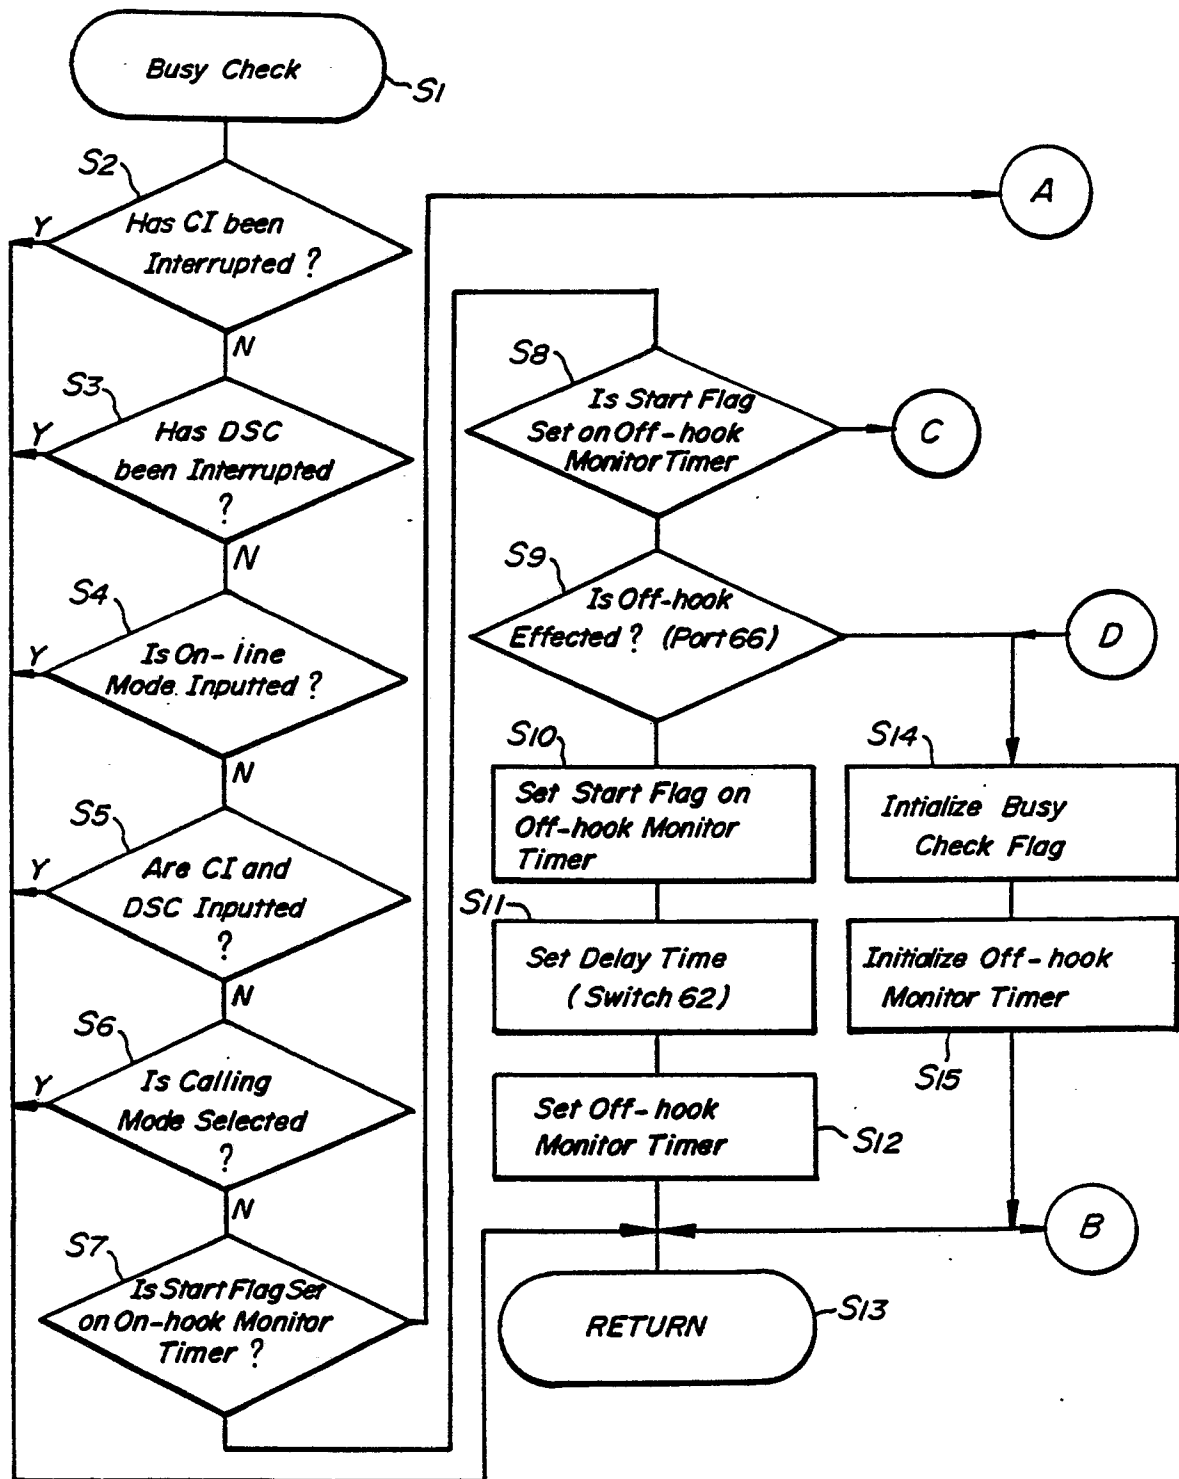 Busy Check
S1
S2
Has CI been
Interrupted ?
Y
N
S3
Has DSC
been Interrupted
?
Y
N
S4
Is On-line
Mode Inputted ?
Y
N
S5
Are CI and
DSC Inputted
?
Y
N
S6
Is Calling
Mode Selected
?
Y
N
S7
Is Start Flag Set
on On-hook Monitor
Timer ?
A
S8
Is Start Flag
Set on Off-hook
Monitor Timer
C
S9
Is Off-hook
Effected ? (Port 66)
D
S10
Set Start Flag on
Off-hook Monitor
Timer
S11
Set Delay Time
(Switch 62)
Set Off-hook
Monitor Timer
S12
S14
Intialize Busy
Check Flag
Initialize Off-hook
Monitor Timer
S15
B
RETURN
S13